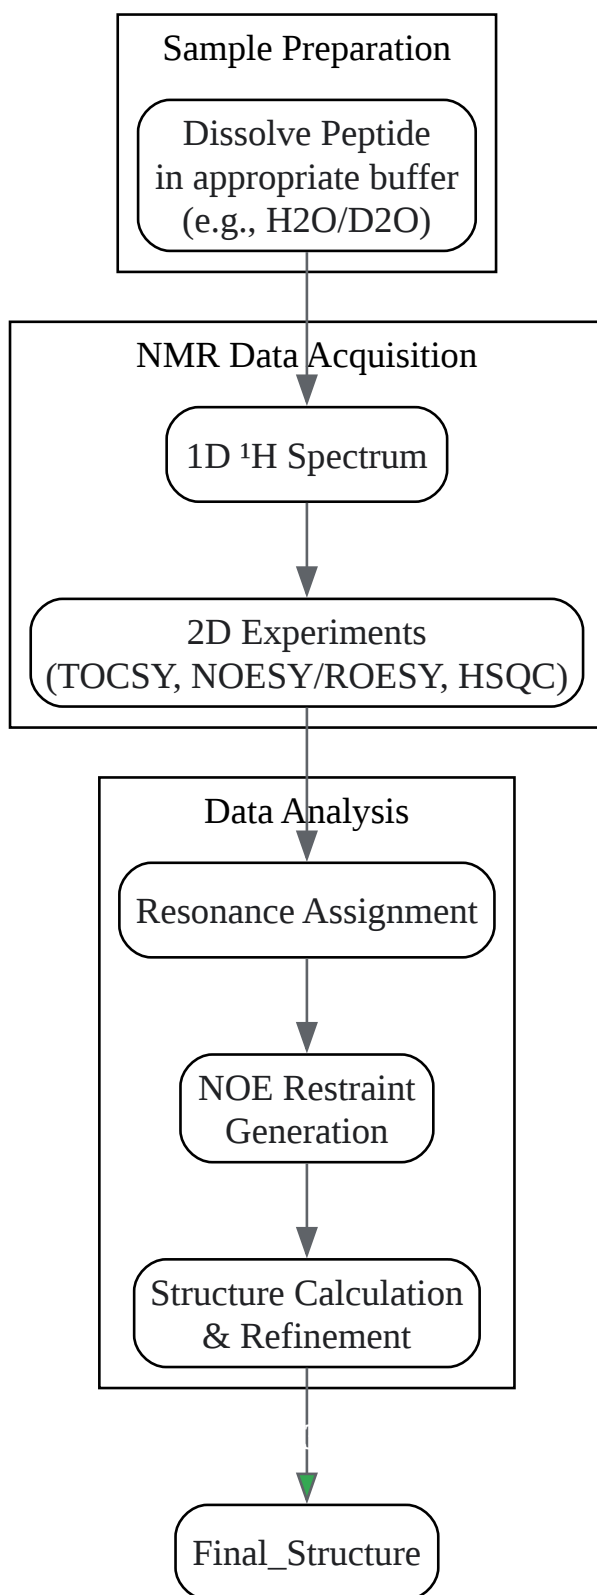 Sample Preparation
Dissolve Peptide
in appropriate buffer
(e.g., H2O/D2O)
NMR Data Acquisition
1D ¹H Spectrum
2D Experiments
(TOCSY, NOESY/ROESY, HSQC)
Data Analysis
Resonance Assignment
NOE Restraint
Generation
Structure Calculation
& Refinement
Final_Structure